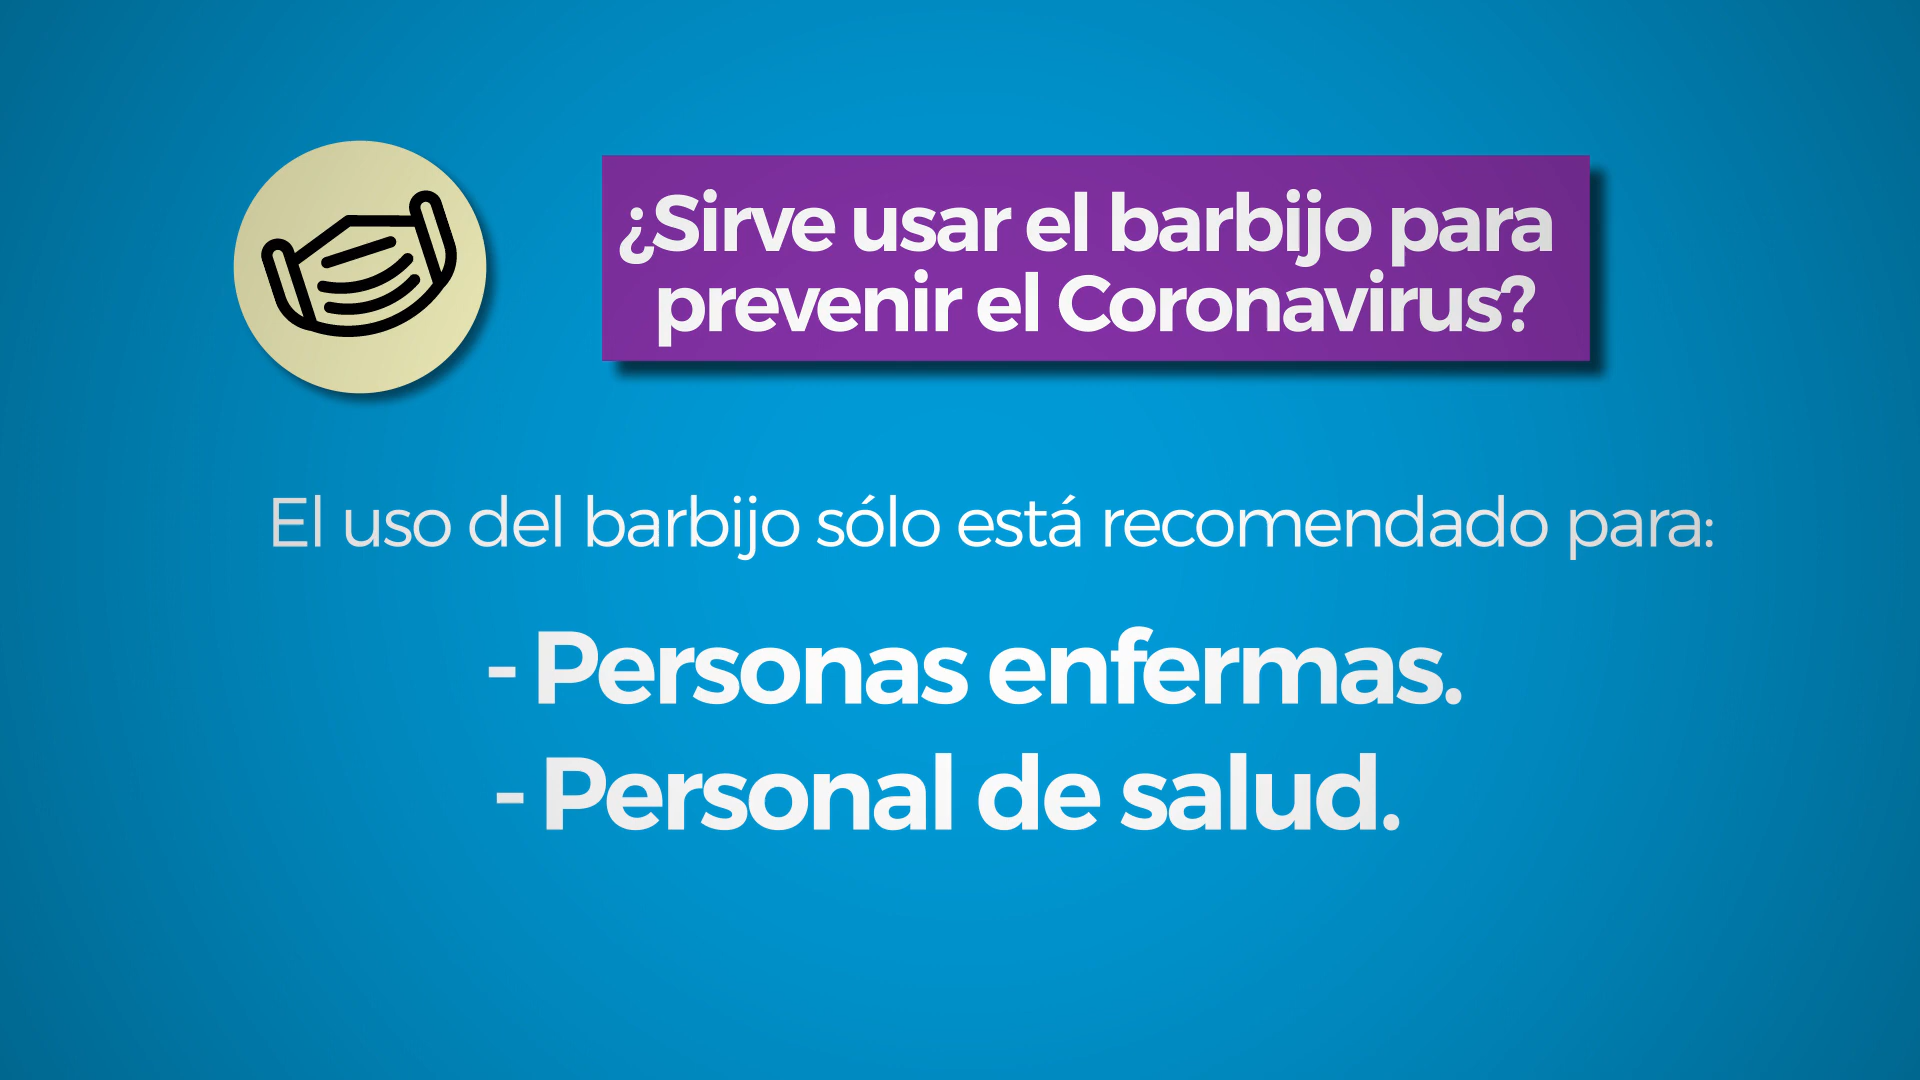 ¿Sirve usar el barbijo para
prevenir el Coronavirus?
El uso del barbijo sólo está recomendado para:
- Personas enfermas.
- Personal de salud.